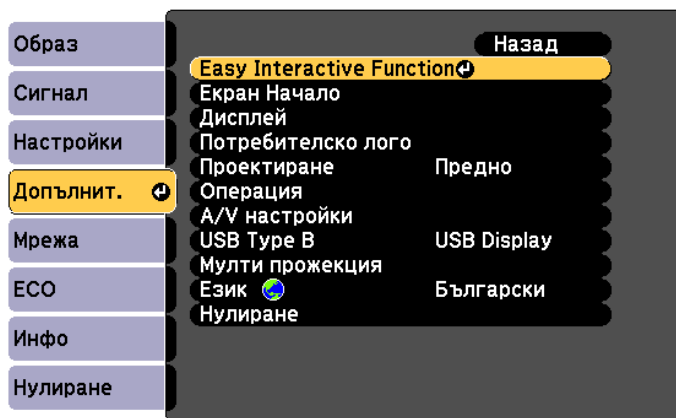 Образ
Сигнал
Настройки
Допълнит.
Мрежа
ECO
Инфо
Нулиране
Назад
Easy Interactive Function
Екран Начало
Дисплей
Потребителско лого
Проектиране Предно
Операция
A/V настройки
USB Type B USB Display
Мулти прожекция
Език Български
Нулиране